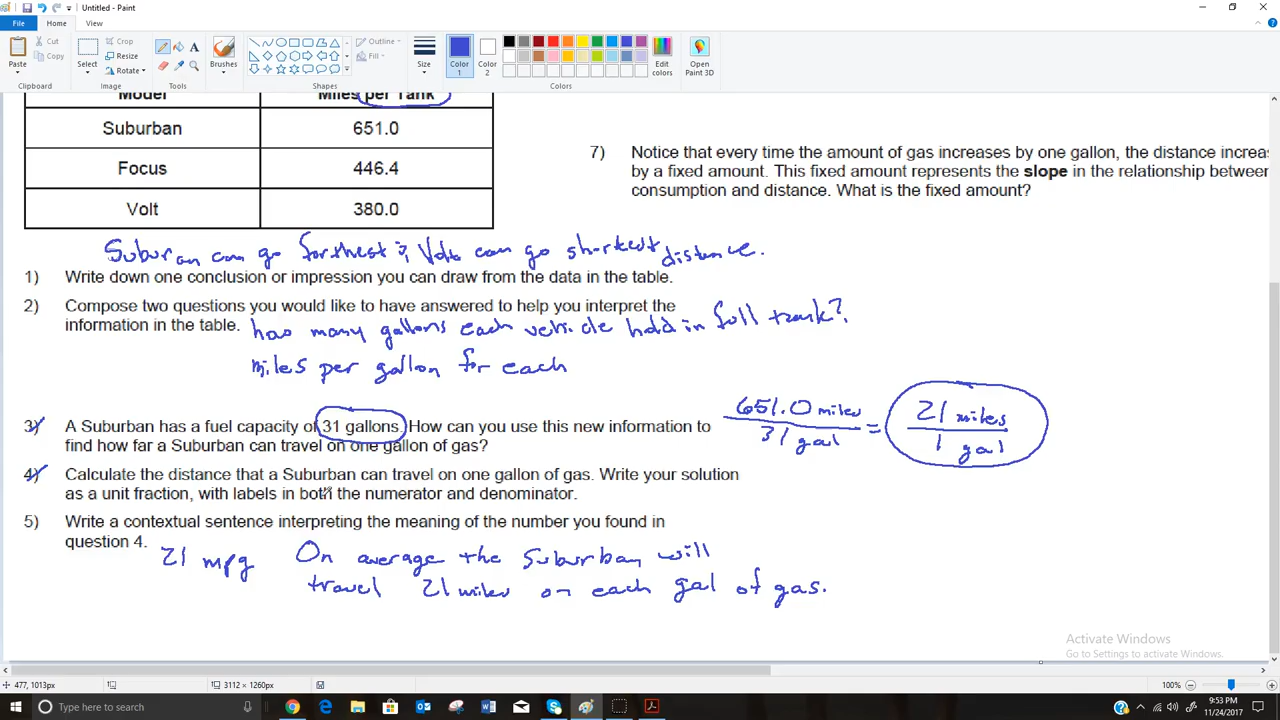 Untitled - Paint
File Home View
Paste Cut Copy Clipboard
Select Crop Resize Rotate Image
Tools
Brushes
Shapes Outline Fill
Size
Color 1 Color 2 Edit colors Colors
Open Paint 3D
Model Miles per Tank
Suburban 651.0
Focus 446.4
Volt 380.0
7) Notice that every time the amount of gas increases by one gallon, the distance increa
by a fixed amount. This fixed amount represents the slope in the relationship between
consumption and distance. What is the fixed amount?
Suburan can go forthest ; Volt can go shortest distance.
1) Write down one conclusion or impression you can draw from the data in the table.
2) Compose two questions you would like to have answered to help you interpret the
information in the table.
how many gallons each vehicle hold in full tank?
miles per gallon for each
3) A Suburban has a fuel capacity of 31 gallons. How can you use this new information to
find how far a Suburban can travel on one gallon of gas?
651.0 miles / 31 gal = 21 miles / 1 gal
4) Calculate the distance that a Suburban can travel on one gallon of gas. Write your solution
as a unit fraction, with labels in both the numerator and denominator.
5) Write a contextual sentence interpreting the meaning of the number you found in
question 4.
21 mpg On average the Suburban will
travel 21 miles on each gal of gas.
Activate Windows
Go to Settings to activate Windows.
477, 1013px 3112 × 1260px 100%
Type here to search
9:53 PM
11/24/2017